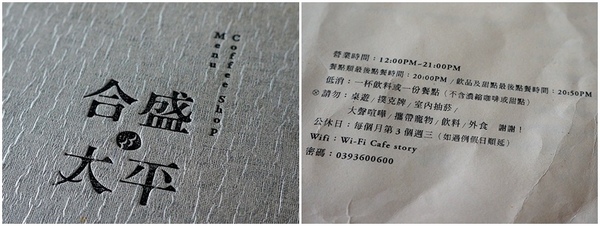 Coffee Shop
Menu
合盛
太平
營業時間：12:00PM-21:00PM
餐點類最後點餐時間：20:00PM / 飲品及甜點最後點餐時間：20:50PM
低消：一杯飲料或一份餐點（不含濃縮咖啡或甜點）
※請勿：桌遊/撲克牌/室內抽菸/
大聲喧嘩/攜帶寵物/飲料/外食 謝謝！
公休日：每個月第3個週三（如遇例假日順延）
Wifi：Wi-Fi Cafe story
密碼：0393600600